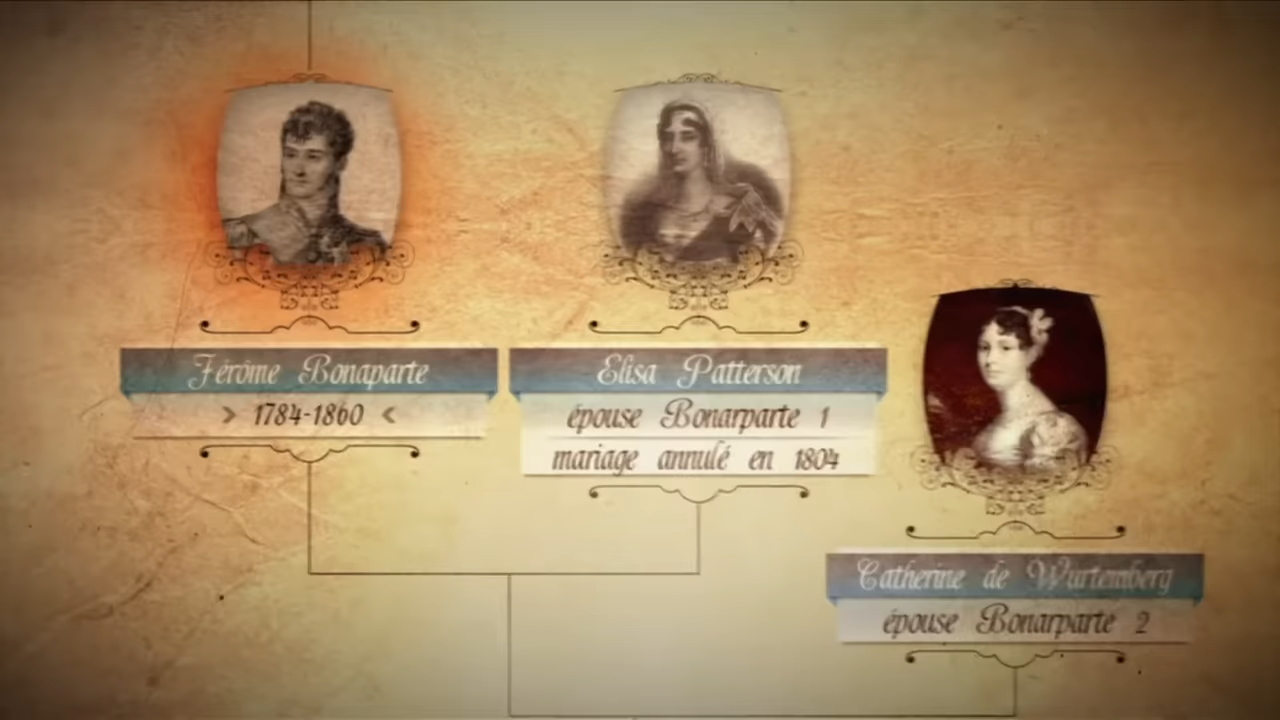 Jérôme Bonaparte
> 1784-1860 <
Elisa Patterson
épouse Bonarparte 1
mariage annulé en 1804
Catherine de Wurtemberg
épouse Bonarparte 2